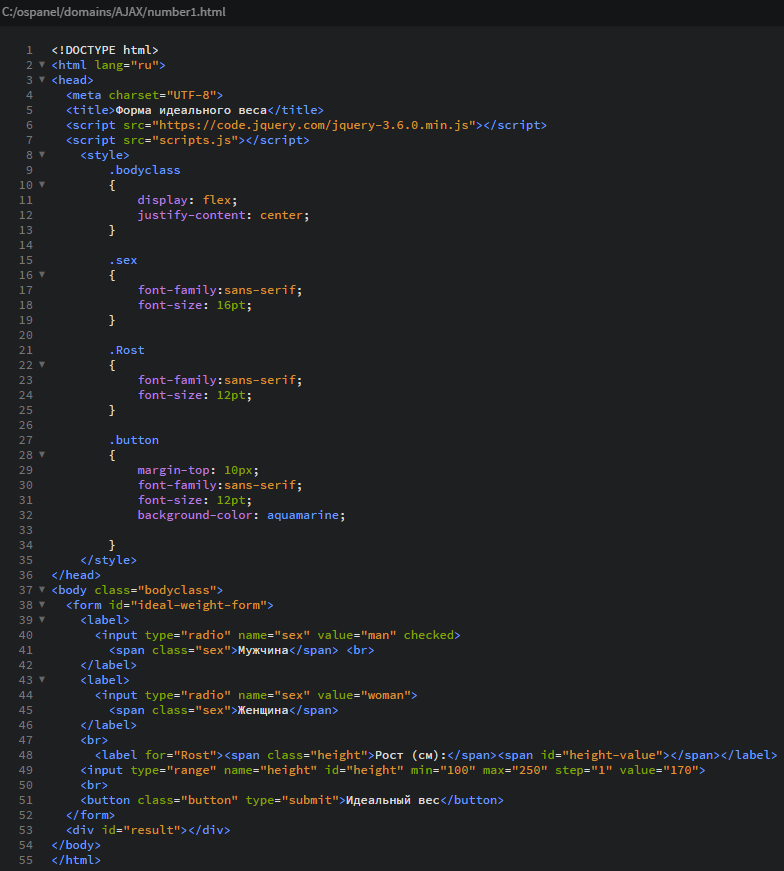 C:/ospanel/domains/AJAX/number1.html
1 <!DOCTYPE html>
2 <html lang="ru">
3 <head>
4 <meta charset="UTF-8">
5 <title>Форма идеального веса</title>
6 <script src="https://code.jquery.com/jquery-3.6.0.min.js"></script>
7 <script src="scripts.js"></script>
8 <style>
9 .bodyclass
10 {
11 display: flex;
12 justify-content: center;
13 }
14
15 .sex
16 {
17 font-family:sans-serif;
18 font-size: 16pt;
19 }
20
21 .Rost
22 {
23 font-family:sans-serif;
24 font-size: 12pt;
25 }
26
27 .button
28 {
29 margin-top: 10px;
30 font-family:sans-serif;
31 font-size: 12pt;
32 background-color: aquamarine;
33
34 }
35 </style>
36 </head>
37 <body class="bodyclass">
38 <form id="ideal-weight-form">
39 <label>
40 <input type="radio" name="sex" value="man" checked>
41 <span class="sex">Мужчина</span> <br>
42 </label>
43 <label>
44 <input type="radio" name="sex" value="woman">
45 <span class="sex">Женщина</span>
46 </label>
47 <br>
48 <label for="Rost"><span class="height">Рост (см):</span><span id="height-value"></span></label>
49 <input type="range" name="height" id="height" min="100" max="250" step="1" value="170">
50 <br>
51 <button class="button" type="submit">Идеальный вес</button>
52 </form>
53 <div id="result"></div>
54 </body>
55 </html>